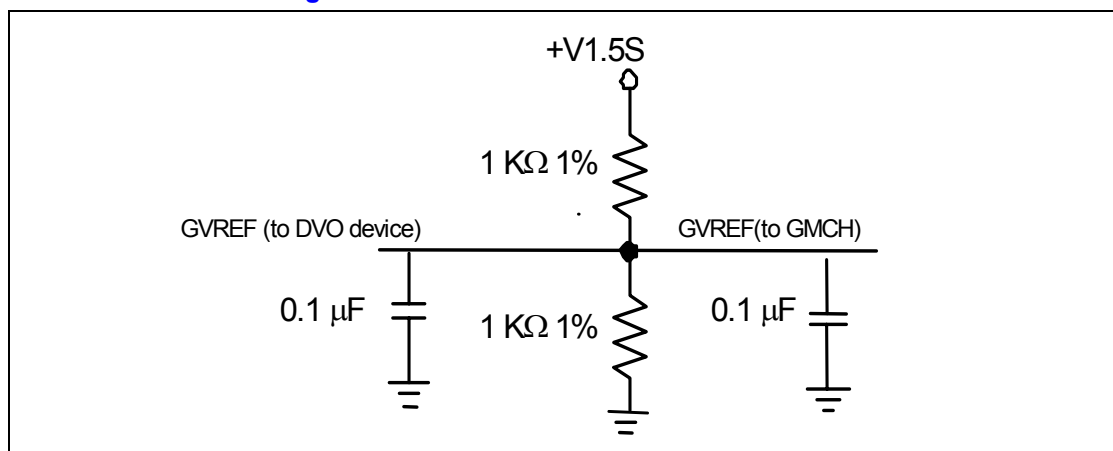 +V1.5S
1 KΩ 1%
GVREF (to DVO device)
GVREF(to GMCH)
0.1 μF
1 KΩ 1%
0.1 μF